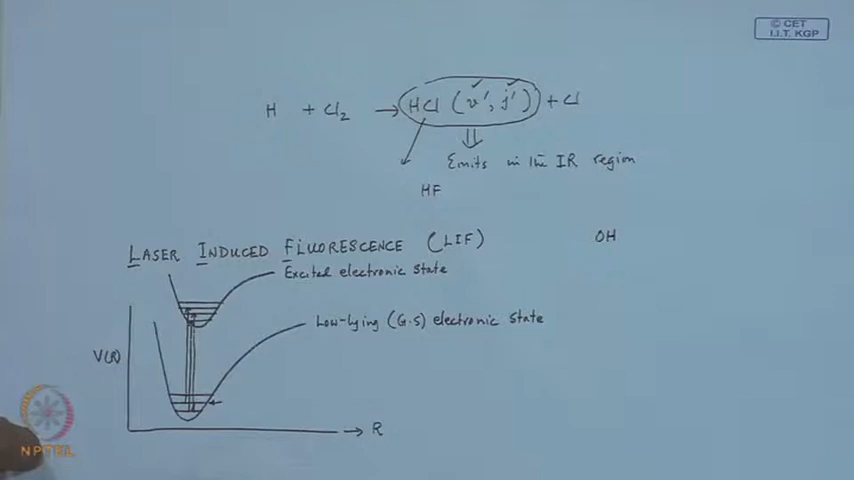 © CET
I.I.T. KGP
H + Cl₂ → HCl (v', j') + Cl
Emits in the IR region
HF
LASER INDUCED FLUORESCENCE (LIF)
OH
Excited electronic state
Low-lying (G.S) electronic state
V(R)
R
NPTEL